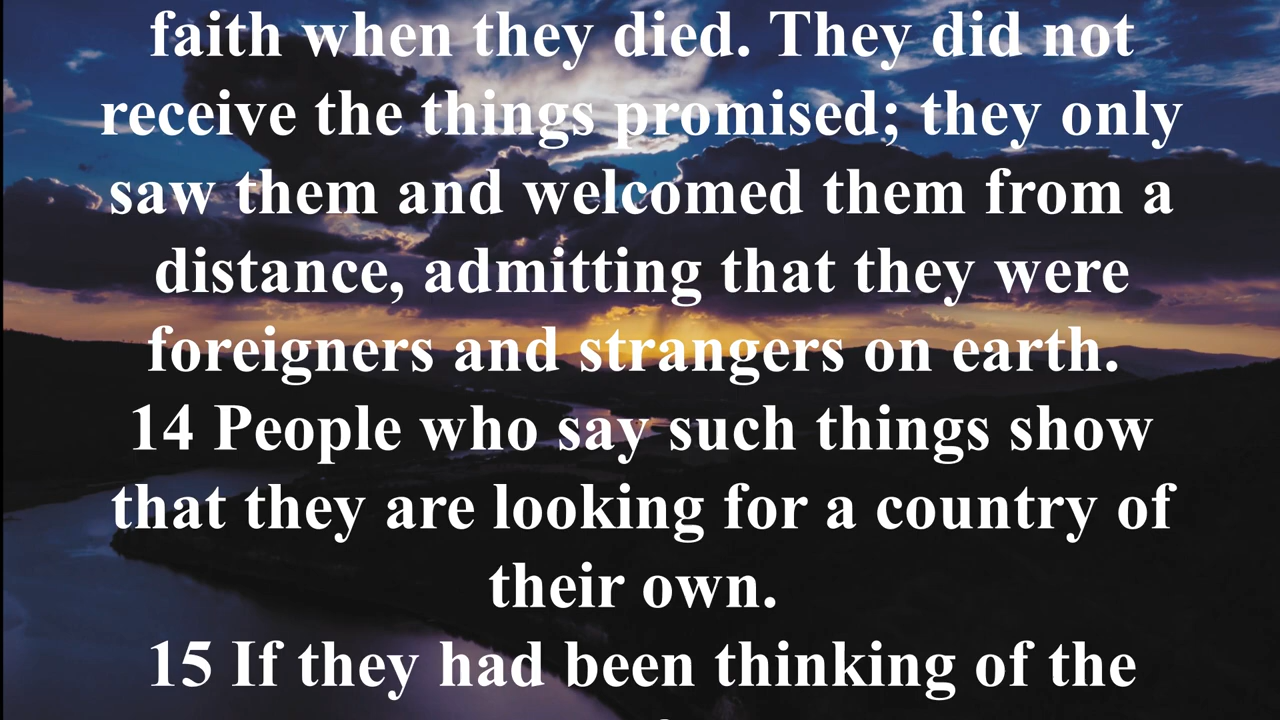 faith when they died. They did not
receive the things promised; they only
saw them and welcomed them from a
distance, admitting that they were
foreigners and strangers on earth.
14 People who say such things show
that they are looking for a country of
their own.
15 If they had been thinking of the